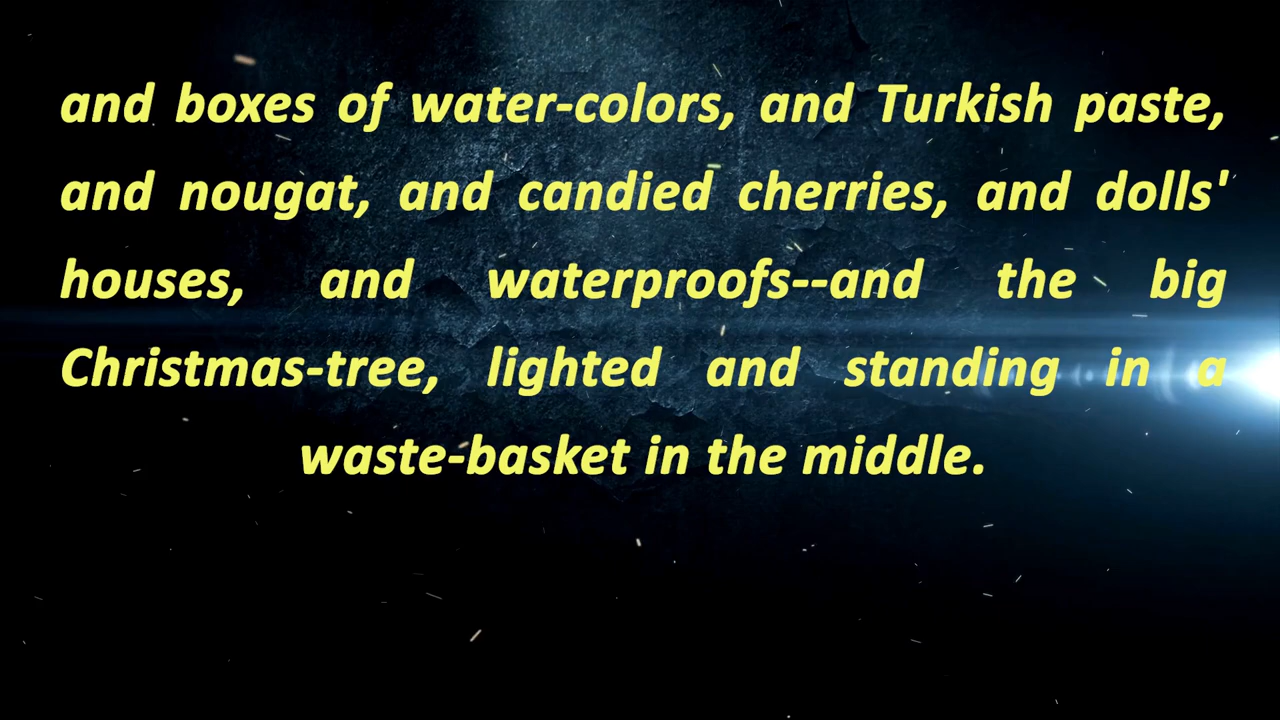 and boxes of water-colors, and Turkish paste,
and nougat, and candied cherries, and dolls'
houses, and waterproofs--and the big
Christmas-tree, lighted and standing in a
waste-basket in the middle.